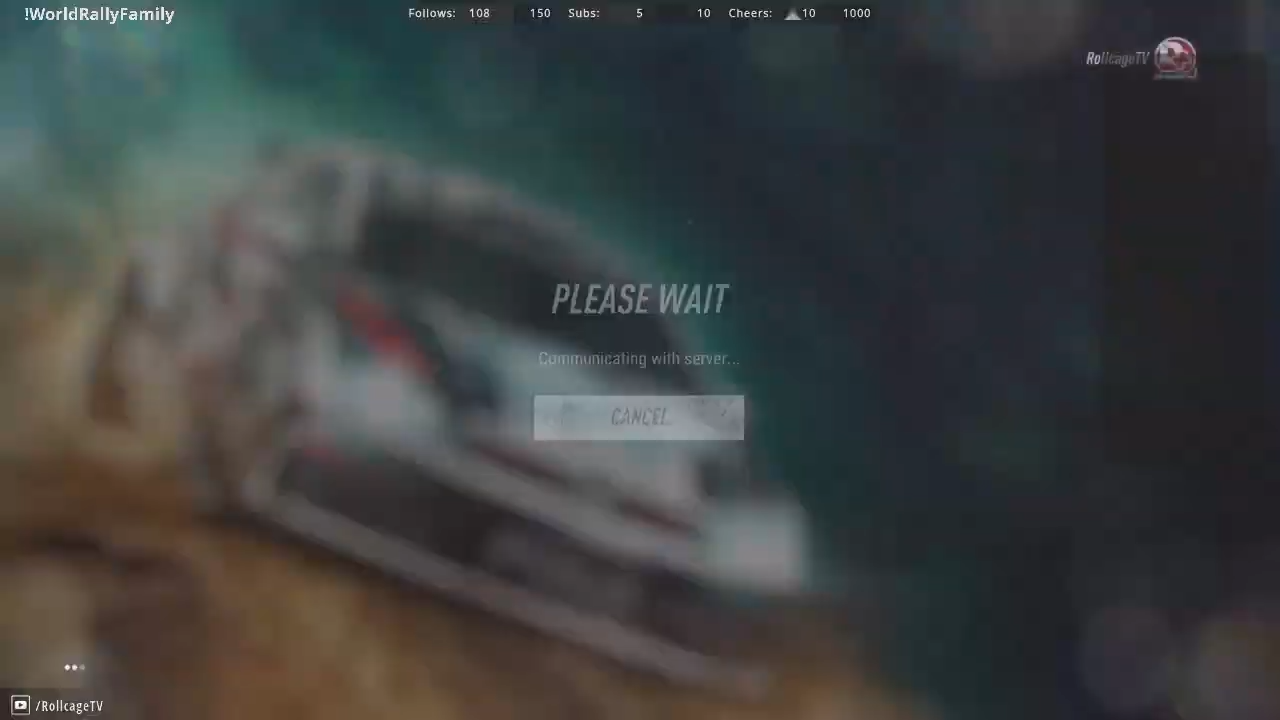 !WorldRallyFamily
Follows: 108 150 Subs: 5 10 Cheers: 10 1000
RollcageTV
PLEASE WAIT
Communicating with server...
CANCEL
/RollcageTV